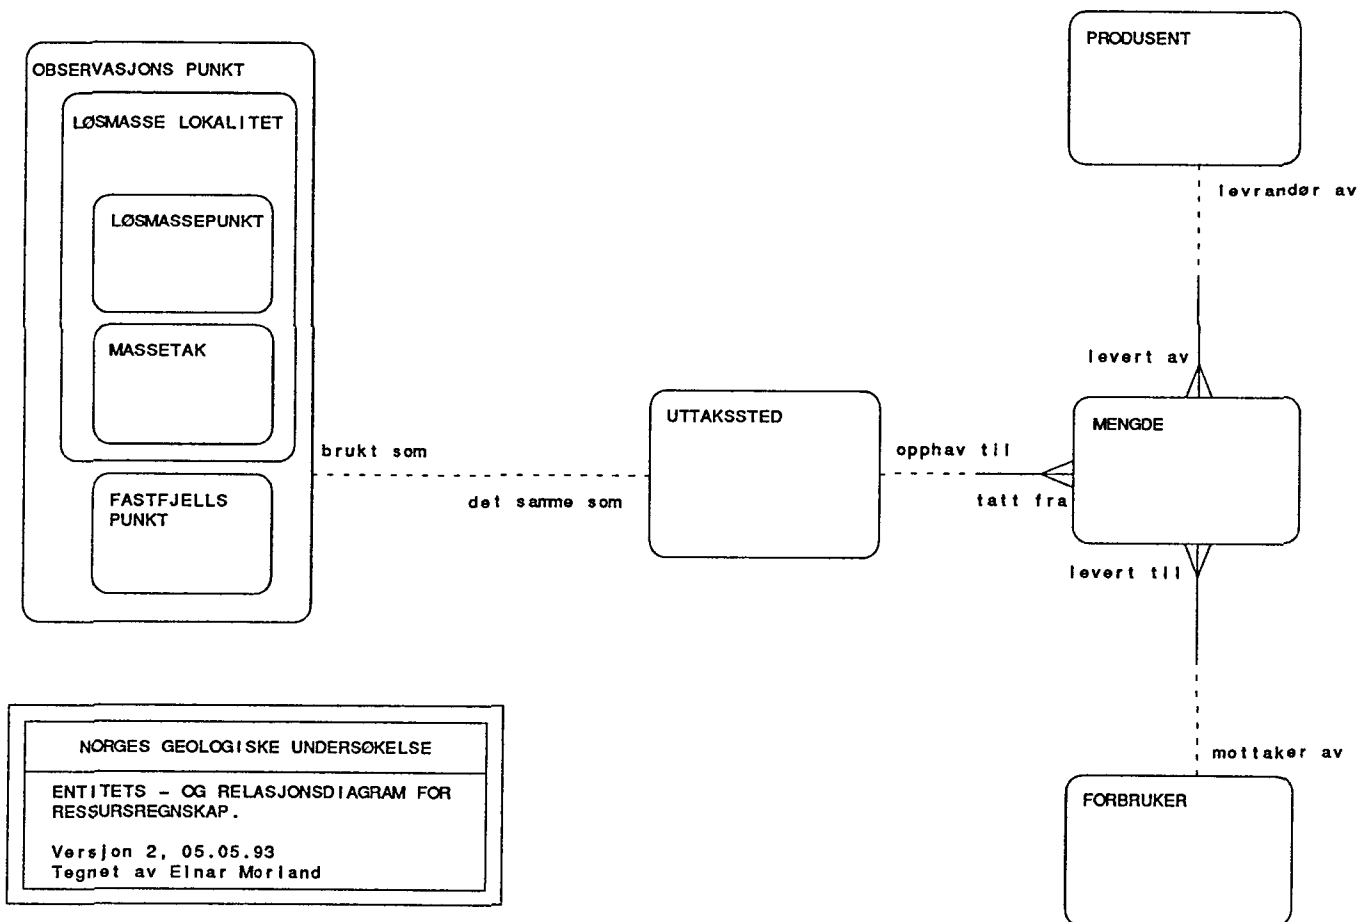 OBSERVASJONS PUNKT
LØSMASSE LOKALITET
LØSMASSEPUNKT
MASSETAK
FASTFJELLS
PUNKT
brukt som
det samme som
UTTAKSSTED
opphav til
tatt fra
PRODUSENT
levrandør av
levert av
MENGDE
levert til
mottaker av
FORBRUKER
NORGES GEOLOGISKE UNDERSØKELSE
ENTITETS - OG RELASJONSDIAGRAM FOR
RESSURSREGNSKAP.
Versjon 2, 05.05.93
Tegnet av Einar Morland